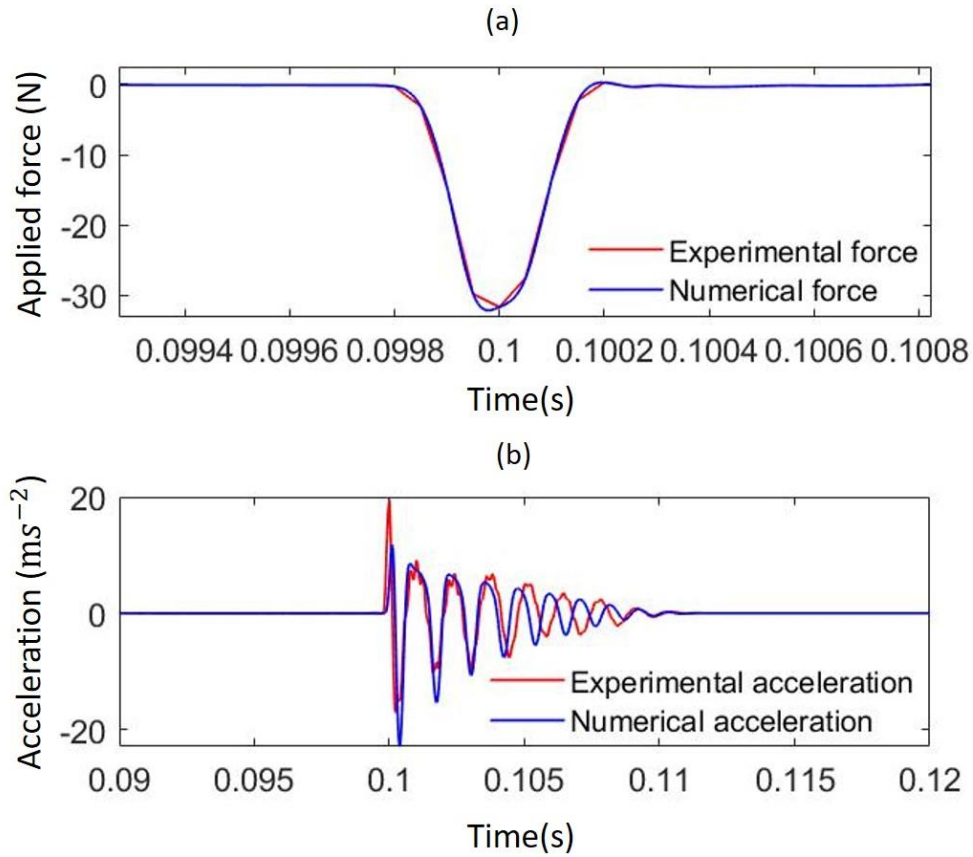 (a)
Applied force (N)
0
-10
-20
-30
Experimental force
Numerical force
0.0994 0.0996 0.0998 0.1 0.1002 0.1004 0.1006 0.1008
Time(s)
(b)
Acceleration (ms⁻²)
20
0
-20
Experimental acceleration
Numerical acceleration
0.09 0.095 0.1 0.105 0.11 0.115 0.12
Time(s)